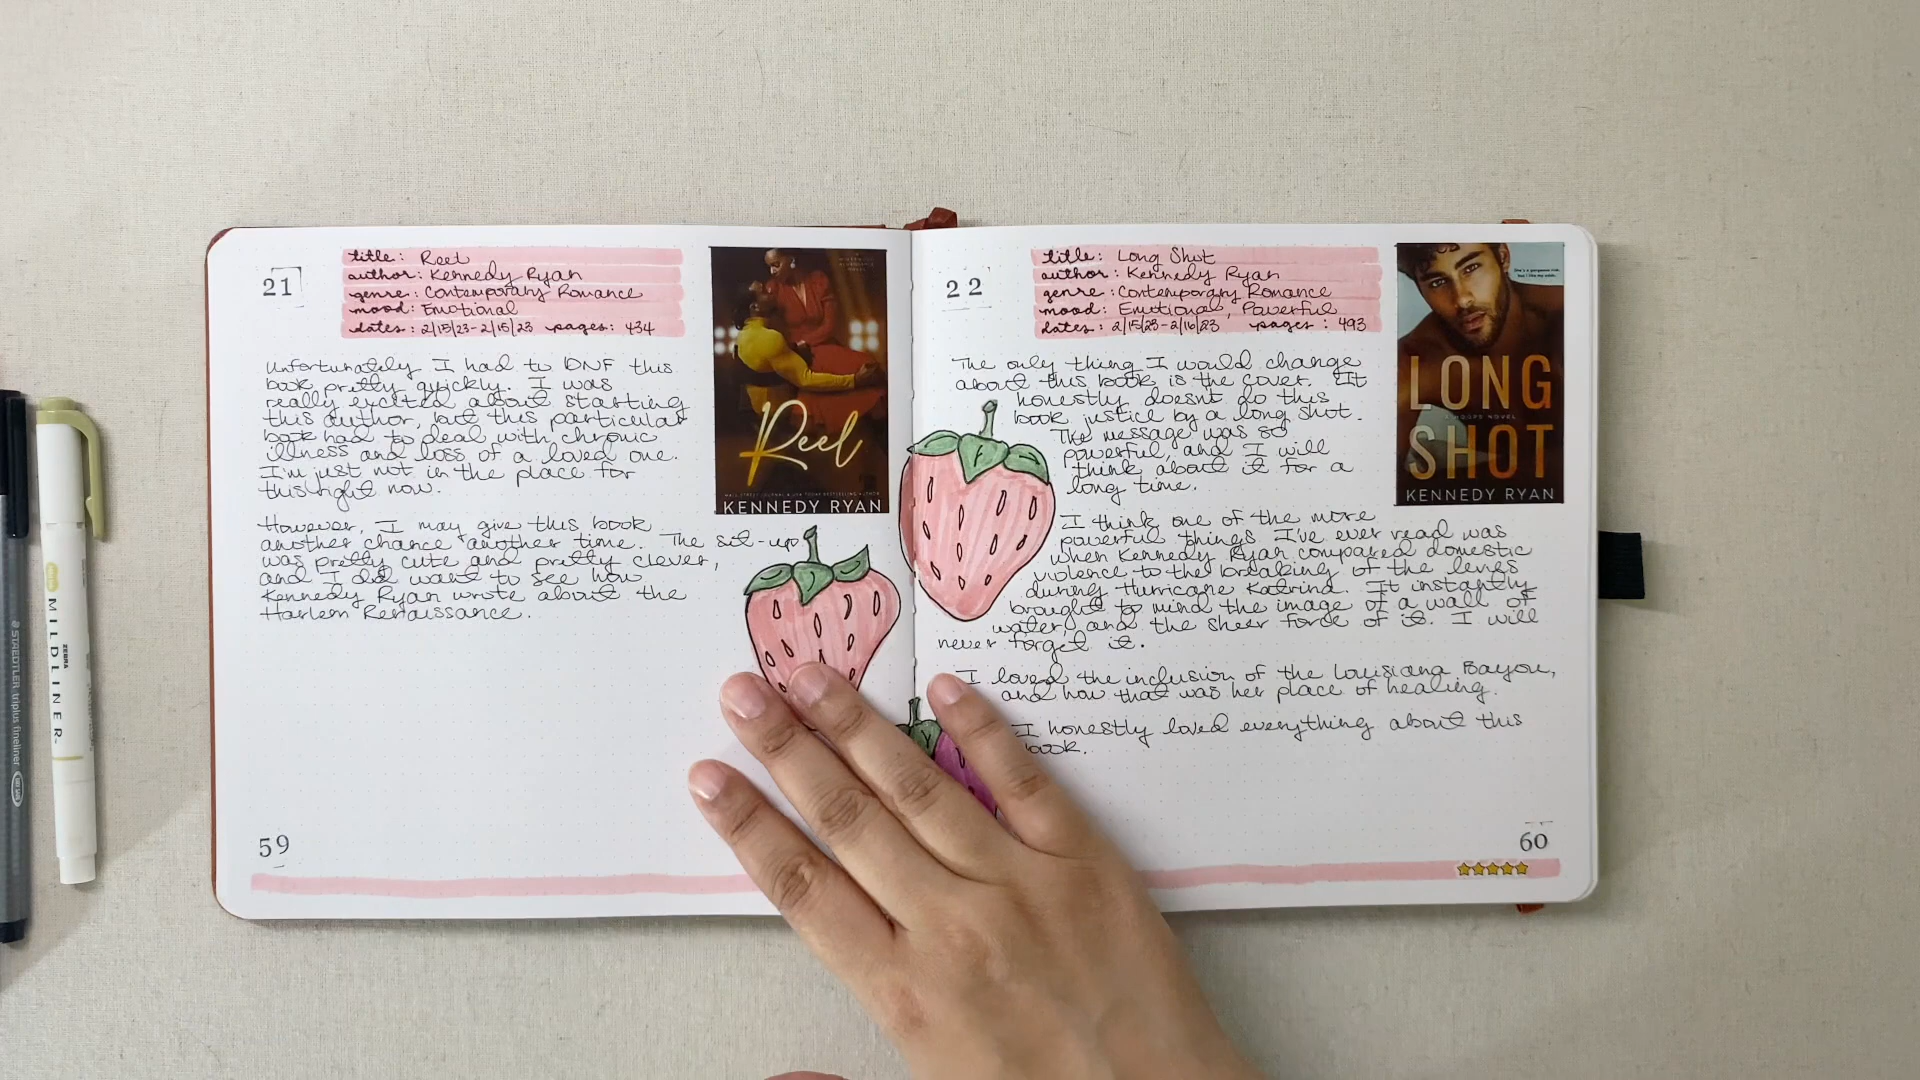 21
title: Reel
author: Kennedy Ryan
genre: Contemporary Romance
mood: Emotional
dates: 2/15/23-2/15/23 pages: 434
Unfortunately I had to DNF this
book pretty quickly. I was
really excited about starting
this author, but this particular
book had to deal with chronic
illness and loss of a loved one.
I'm just not in the place for
this right now.
However, I may give this book
another chance another time. The set-up
was pretty cute and pretty clever,
and I did want to see how
Kennedy Ryan wrote about the
Harlem Renaissance.
Reel
KENNEDY RYAN
59
22
title: Long Shot
author: Kennedy Ryan
genre: Contemporary Romance
mood: Emotional, Powerful
dates: 2/15/23-2/16/23 pages: 493
The only thing I would change
about this book is the cover. It
honestly doesnt do this
book justice by a long shot.
The message was so
powerful, and I will
think about it for a
long time.
I think one of the more
powerful things I've ever read was
when Kennedy Ryan compared domestic
violence to the breaking of the levees
during Hurricane Katrina. It instantly
brought to mind the image of a wall of
water, and the sheer force of it. I will
never forget it.
I loved the inclusion of the Louisiana Bayou,
and how that was her place of healing.
I honestly loved everything about this
book.
LONG
A HOOPS NOVEL
SHOT
KENNEDY RYAN
60
ZEBRA
MILDLINER
STAEDTLER triplus fineliner